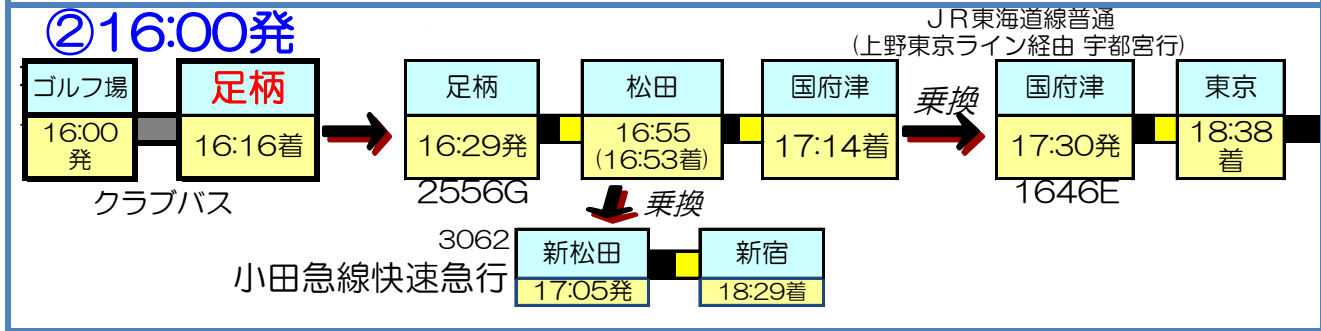 ②16:00発
JR東海道線普通
(上野東京ライン経由 宇都宮行)
ゴルフ場
足柄
足柄
松田
国府津
乗換
国府津
東京
16:00
発
16:16着
16:29発
16:55
(16:53着)
17:14着
17:30発
18:38
着
クラブバス
2556G
乗換
1646E
3062
小田急線快速急行
新松田
新宿
17:05発
18:29着